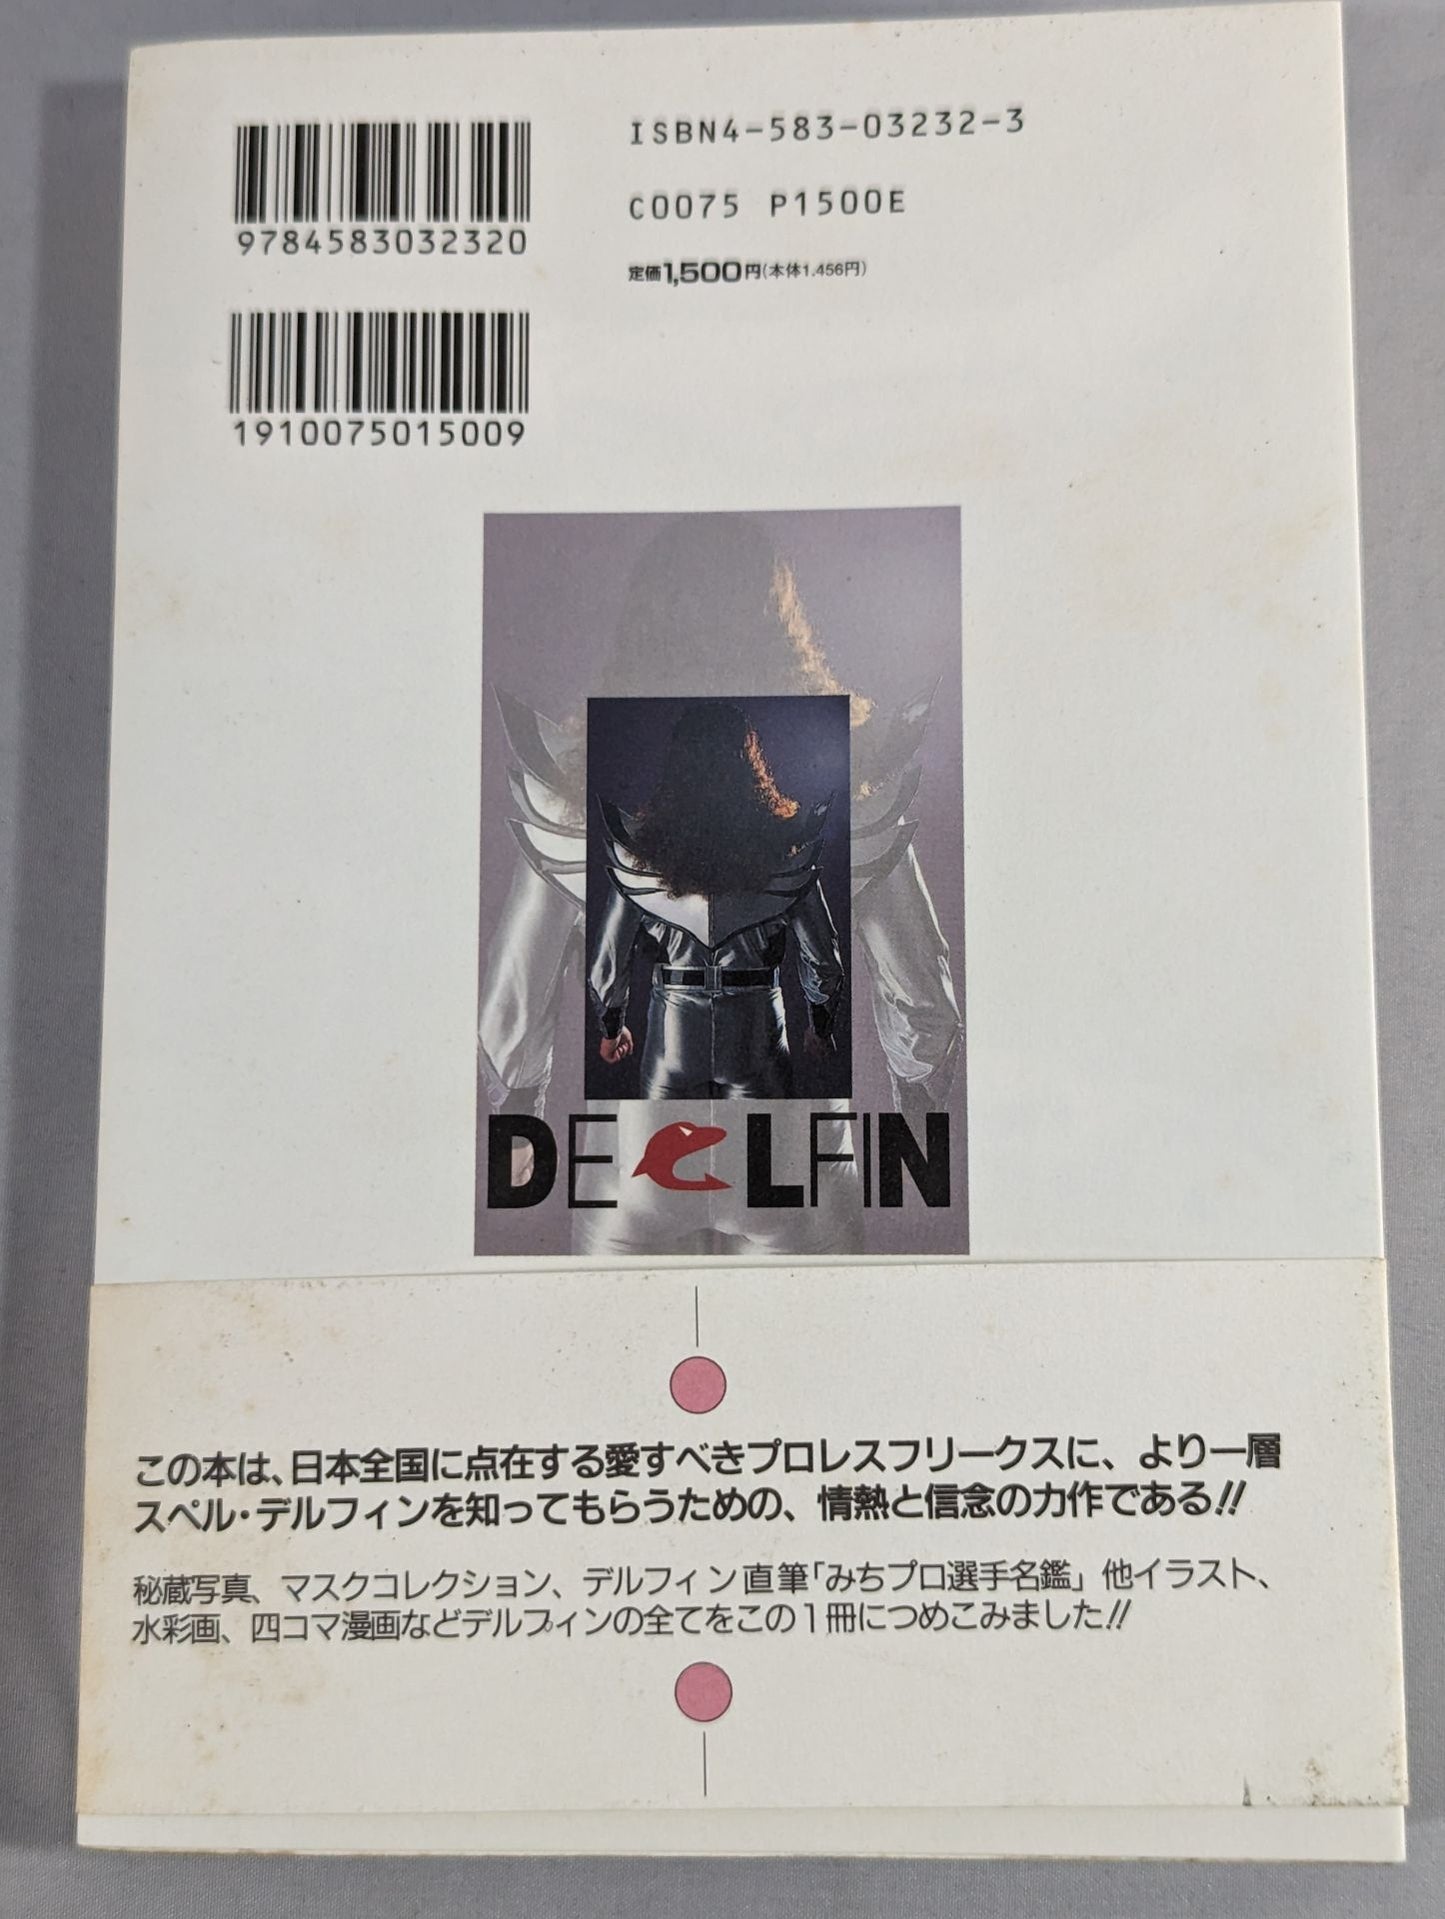 9784583032320
ISBN4-583-03232-3
C0075 P1500E
定価1,500円(本体1.456円)
1910075015009
DELFIN
この本は、日本全国に点在する愛すべきプロレスフリークスに、より一層
スペル・デルフィンを知ってもらうための、情熱と信念の力作である!!
秘蔵写真、マスクコレクション、デルフィン直筆「みちプロ選手名鑑」他イラスト、
水彩画、四コマ漫画などデルフィンの全てをこの1冊につめこみました!!